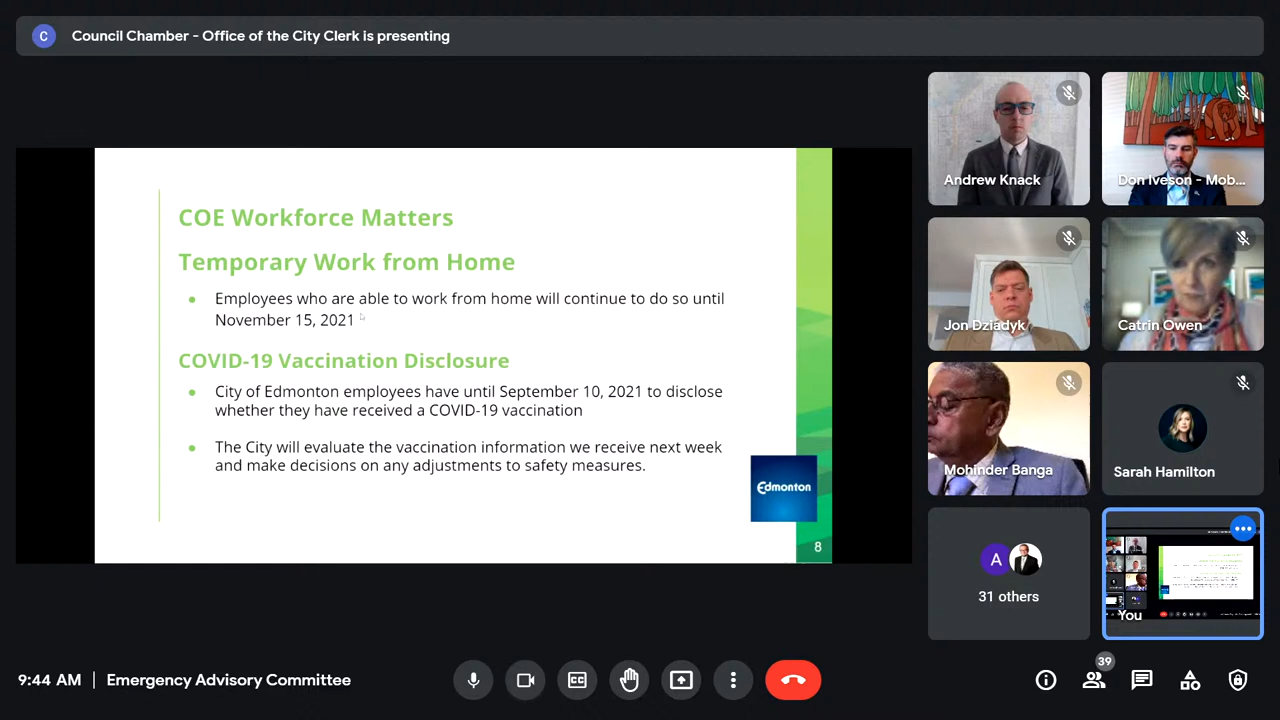 C
Council Chamber - Office of the City Clerk is presenting
COE Workforce Matters
Temporary Work from Home
● Employees who are able to work from home will continue to do so until
November 15, 2021
COVID-19 Vaccination Disclosure
● City of Edmonton employees have until September 10, 2021 to disclose
whether they have received a COVID-19 vaccination
● The City will evaluate the vaccination information we receive next week
and make decisions on any adjustments to safety measures.
Edmonton
8
Andrew Knack
Don Iveson - Mob...
Jon Dziadyk
Catrin Owen
Mohinder Banga
Sarah Hamilton
A
31 others
You
9:44 AM | Emergency Advisory Committee
CC
39